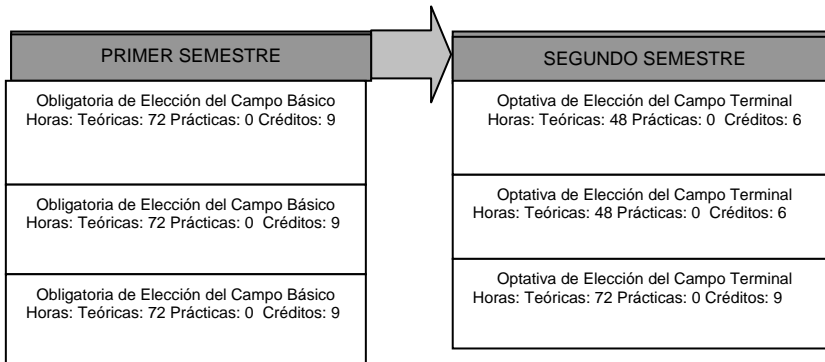 PRIMER SEMESTRE
Obligatoria de Elección del Campo Básico
Horas: Teóricas: 72 Prácticas: 0 Créditos: 9
Obligatoria de Elección del Campo Básico
Horas: Teóricas: 72 Prácticas: 0 Créditos: 9
Obligatoria de Elección del Campo Básico
Horas: Teóricas: 72 Prácticas: 0 Créditos: 9
SEGUNDO SEMESTRE
Optativa de Elección del Campo Terminal
Horas: Teóricas: 48 Prácticas: 0 Créditos: 6
Optativa de Elección del Campo Terminal
Horas: Teóricas: 48 Prácticas: 0 Créditos: 6
Optativa de Elección del Campo Terminal
Horas: Teóricas: 72 Prácticas: 0 Créditos: 9